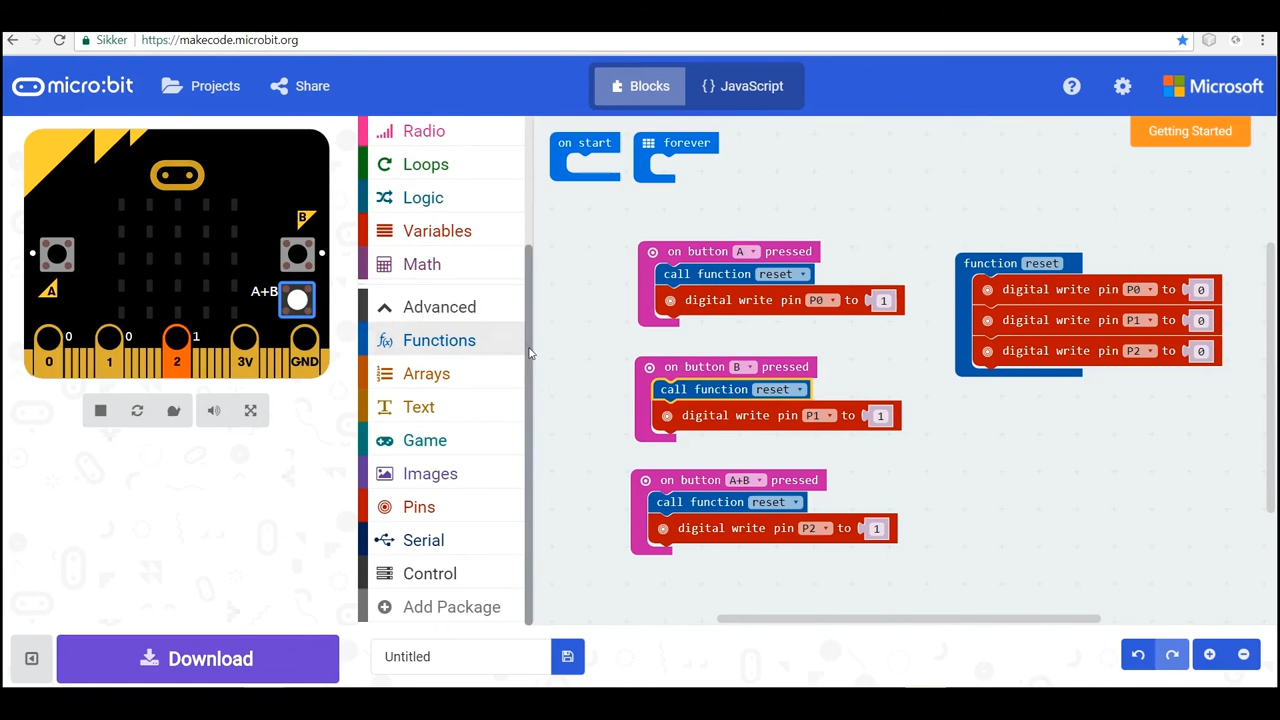 Sikker https://makecode.microbit.org
micro:bit Projects Share Blocks {} JavaScript Microsoft
Getting Started
B
A
A+B
0 0 1
0 1 2 3V GND
Download
Radio
Loops
Logic
Variables
Math
Advanced
Functions
Arrays
Text
Game
Images
Pins
Serial
Control
Add Package
Untitled
on start
forever
on button A pressed
call function reset
digital write pin P0 to 1
on button B pressed
call function reset
digital write pin P1 to 1
on button A+B pressed
call function reset
digital write pin P2 to 1
function reset
digital write pin P0 to 0
digital write pin P1 to 0
digital write pin P2 to 0